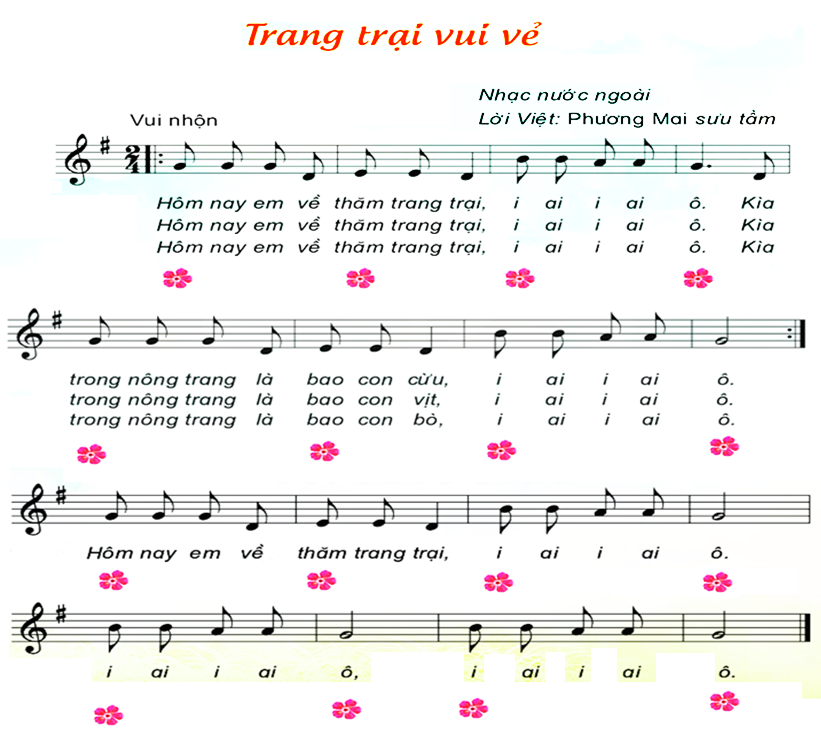 Trang trại vui vẻ
Nhạc nước ngoài
Vui nhộn
Lời Việt: Phương Mai sưu tầm
2
4
Hôm nay em về thăm trang trại, i ai i ai ô. Kìa
Hôm nay em về thăm trang trại, i ai i ai ô. Kìa
Hôm nay em về thăm trang trại, i ai i ai ô. Kìa
trong nông trang là bao con cừu, i ai i ai ô.
trong nông trang là bao con vịt, i ai i ai ô.
trong nông trang là bao con bò, i ai i ai ô.
Hôm nay em về thăm trang trại, i ai i ai ô.
i ai i ai ô, i ai i ai ô.